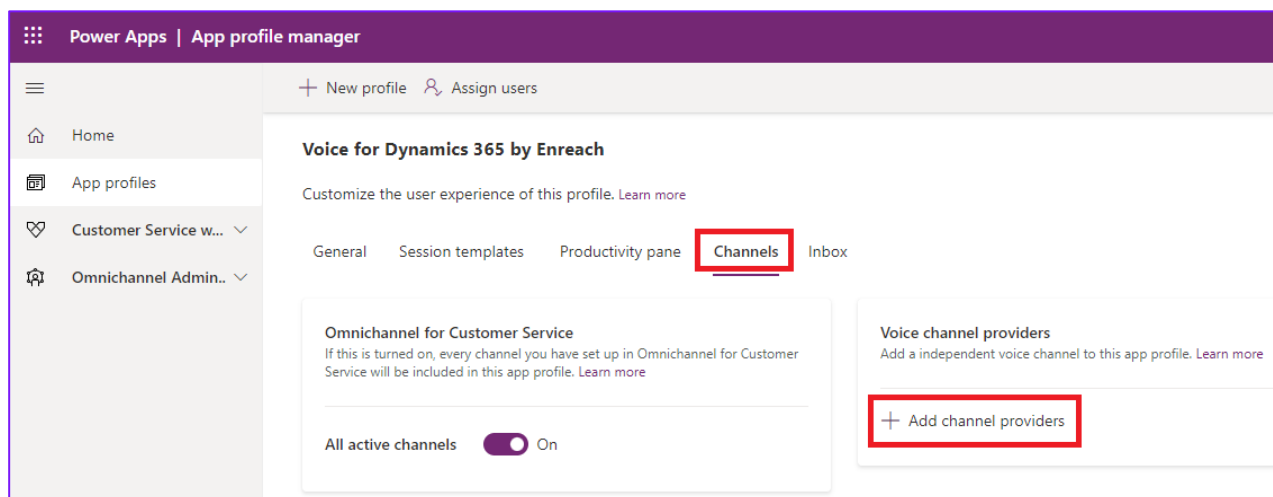 Power Apps | App profile manager
New profile Assign users
Home
App profiles
Customer Service w...
Omnichannel Admin..
Voice for Dynamics 365 by Enreach
Customize the user experience of this profile. Learn more
General Session templates Productivity pane Channels Inbox
Omnichannel for Customer Service
If this is turned on, every channel you have set up in Omnichannel for Customer
Service will be included in this app profile. Learn more
All active channels On
Voice channel providers
Add a independent voice channel to this app profile. Learn more
Add channel providers